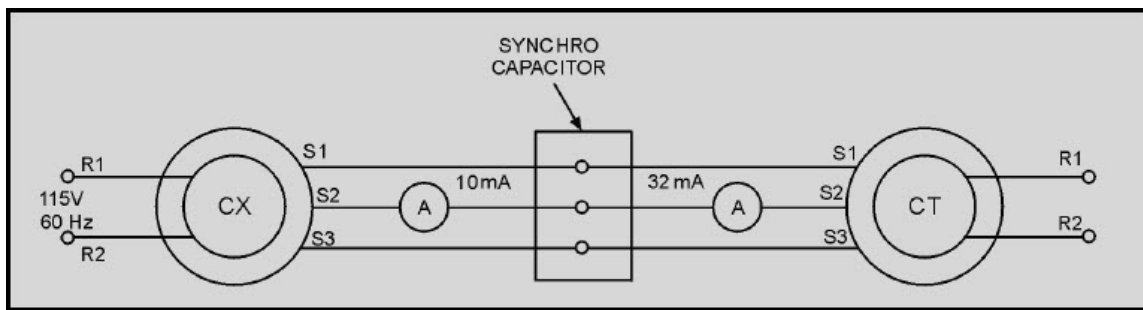 SYNCHRO
CAPACITOR
R1
S1
S1
R1
115V
60 Hz
CX
S2
A
10mA
32 mA
A
S2
CT
R2
S3
S3
R2